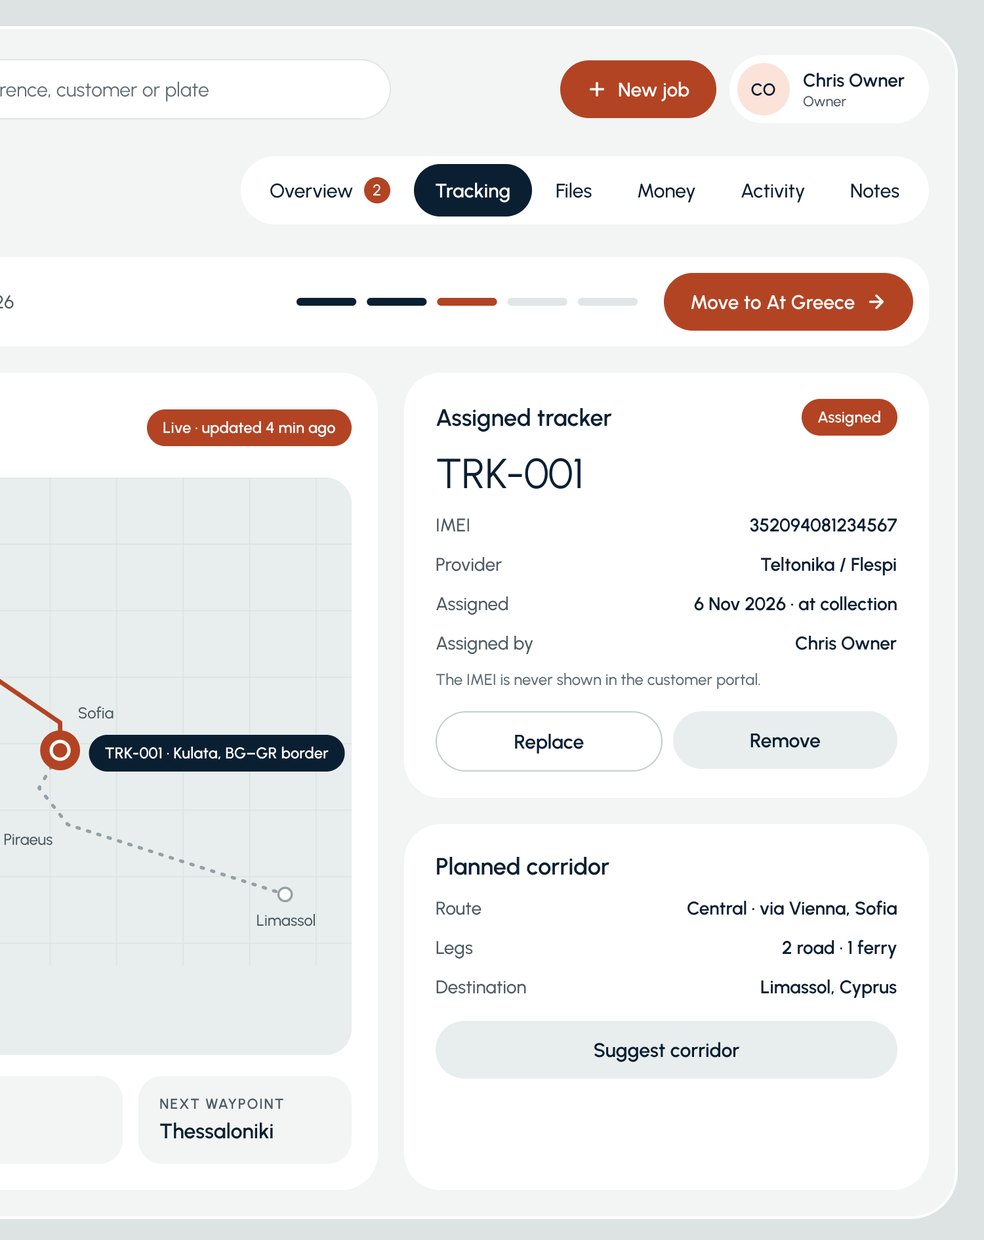 rence, customer or plate
+ New job
CO
Chris Owner
Owner
Overview 2
Tracking
Files
Money
Activity
Notes
26
Move to At Greece →
Live · updated 4 min ago
Sofia
TRK-001 · Kulata, BG–GR border
Piraeus
Limassol
NEXT WAYPOINT
Thessaloniki
Assigned tracker
Assigned
TRK-001
IMEI 352094081234567
Provider Teltonika / Flespi
Assigned 6 Nov 2026 · at collection
Assigned by Chris Owner
The IMEI is never shown in the customer portal.
Replace
Remove
Planned corridor
Route Central · via Vienna, Sofia
Legs 2 road · 1 ferry
Destination Limassol, Cyprus
Suggest corridor